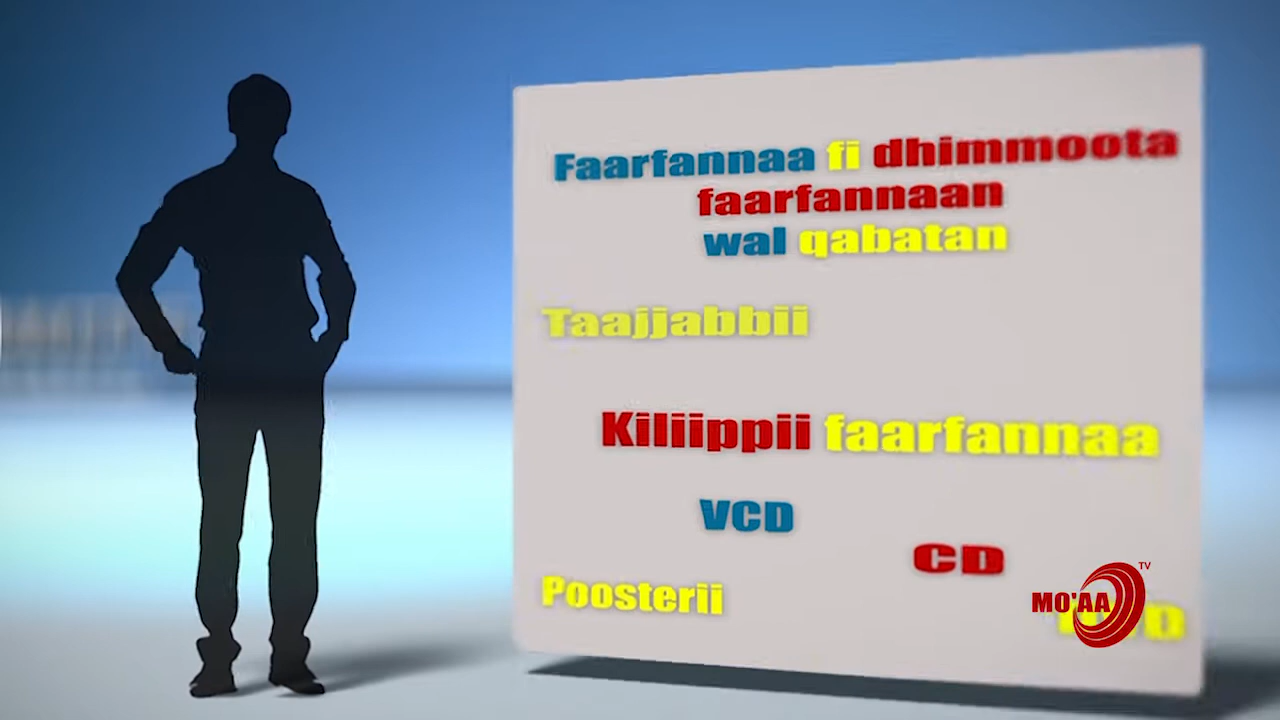 Faarfannaa fi dhimmoota
faarfannaan
wal qabatan
Taajjabbii
Kiliippii faarfannaa
VCD
CD
Poosterii
MO'AA TV